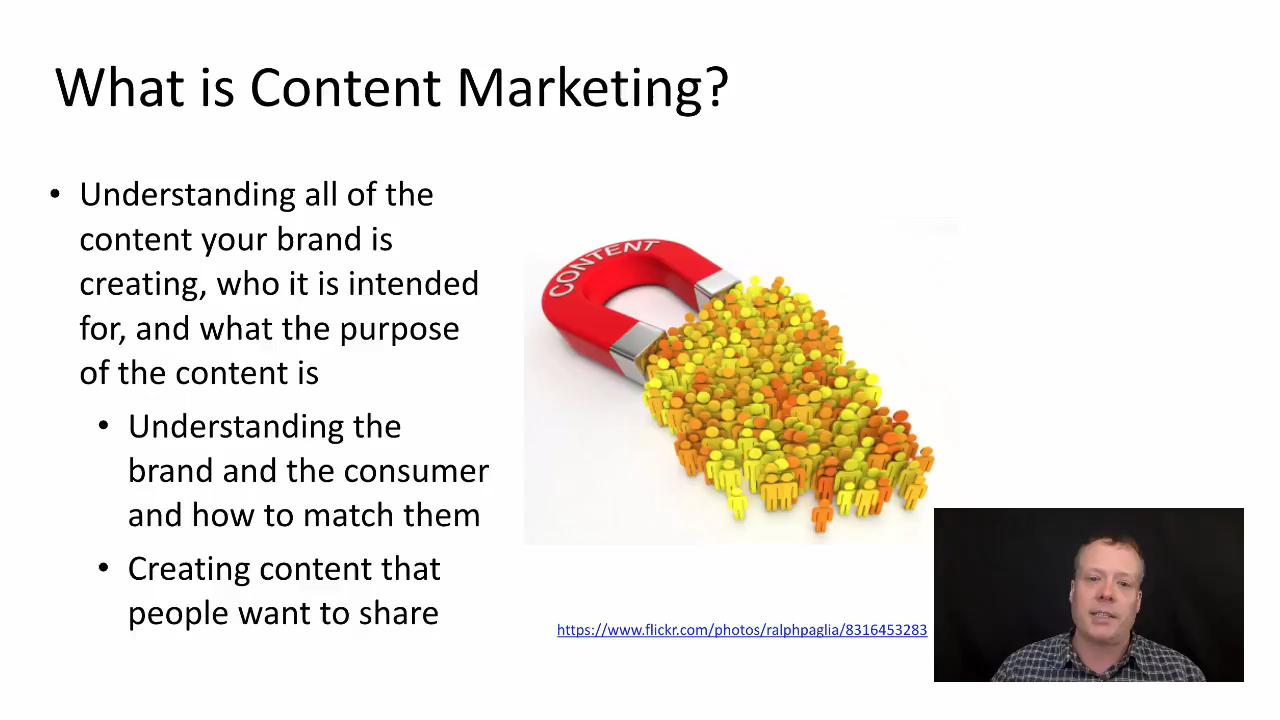 What is Content Marketing?
• Understanding all of the
content your brand is
creating, who it is intended
for, and what the purpose
of the content is
• Understanding the
brand and the consumer
and how to match them
• Creating content that
people want to share
CONTENT
https://www.flickr.com/photos/ralphpaglia/8316453283